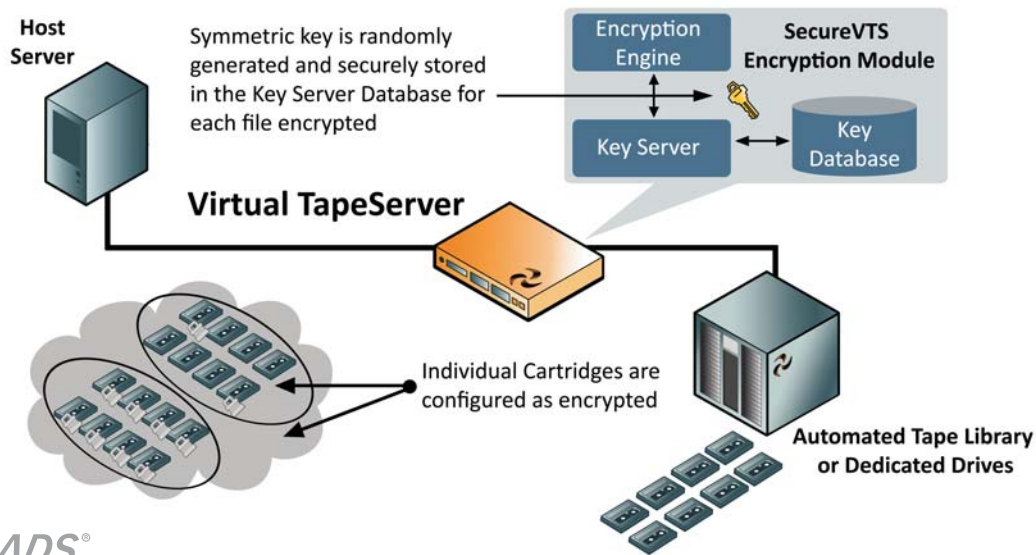 Host
Server
Symmetric key is randomly
generated and securely stored
in the Key Server Database for
each file encrypted
Encryption
Engine
SecureVTS
Encryption Module
Key Server
Key
Database
Virtual TapeServer
Individual Cartridges are
configured as encrypted
Automated Tape Library
or Dedicated Drives